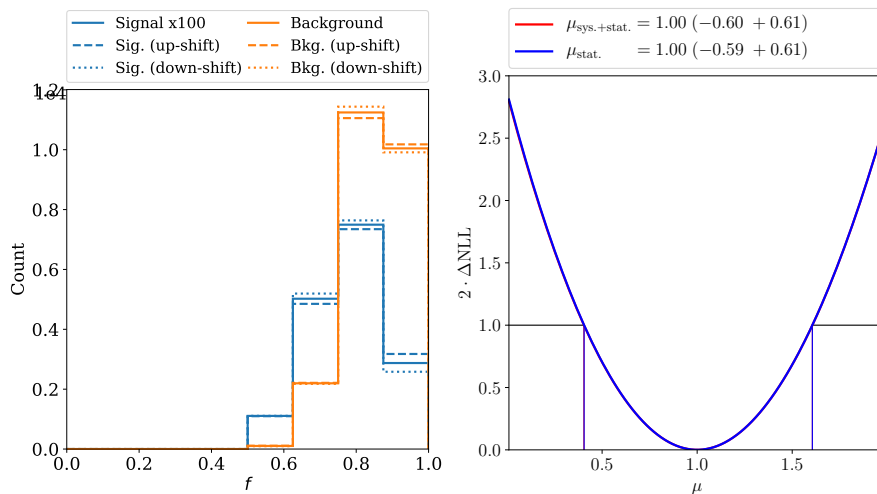 Signal x100
Sig. (up-shift)
Sig. (down-shift)
Background
Bkg. (up-shift)
Bkg. (down-shift)
1e4
1.2
1.0
0.8
0.6
0.4
0.2
0.0
Count
0.0 0.2 0.4 0.6 0.8 1.0
f
μsys.+stat. = 1.00 (−0.60 +0.61)
μstat. = 1.00 (−0.59 +0.61)
3.0
2.5
2.0
1.5
1.0
0.5
0.0
2 · ΔNLL
0.5 1.0 1.5
μ